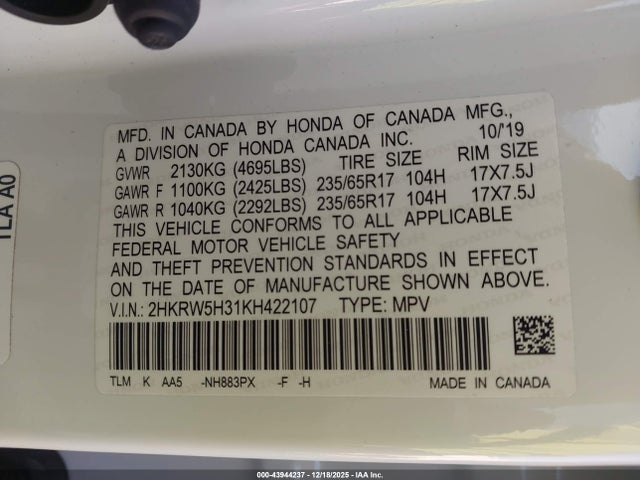 MFD. IN CANADA BY HONDA OF CANADA MFG.,
A DIVISION OF HONDA CANADA INC. 10/'19
GVWR 2130KG (4695LBS) TIRE SIZE RIM SIZE
GAWR F 1100KG (2425LBS) 235/65R17 104H 17X7.5J
GAWR R 1040KG (2292LBS) 235/65R17 104H 17X7.5J
THIS VEHICLE CONFORMS TO ALL APPLICABLE
FEDERAL MOTOR VEHICLE SAFETY
AND THEFT PREVENTION STANDARDS IN EFFECT
ON THE DATE OF MANUFACTURE SHOWN ABOVE.
V.I.N.: 2HKRW5H31KH422107 TYPE: MPV
TLM K AA5 -NH883PX -F -H MADE IN CANADA
TLA A0
000-43944237 - 12/18/2025 - IAA Inc.